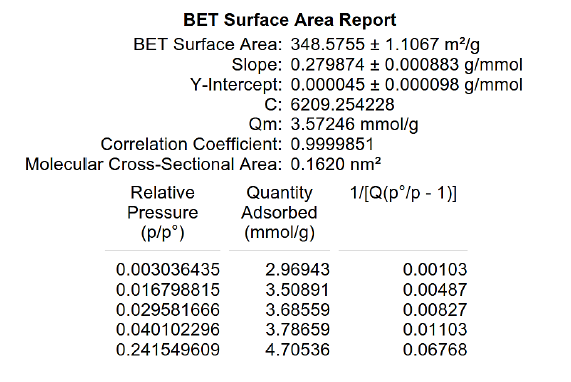 BET Surface Area Report
BET Surface Area: 348.5755 ± 1.1067 m²/g
Slope: 0.279874 ± 0.000883 g/mmol
Y-Intercept: 0.000045 ± 0.000098 g/mmol
C: 6209.254228
Qm: 3.57246 mmol/g
Correlation Coefficient: 0.9999851
Molecular Cross-Sectional Area: 0.1620 nm²
Relative Quantity 1/[Q(p°/p - 1)]
Pressure Adsorbed
(p/p°) (mmol/g)
0.003036435 2.96943 0.00103
0.016798815 3.50891 0.00487
0.029581666 3.68559 0.00827
0.040102296 3.78659 0.01103
0.241549609 4.70536 0.06768